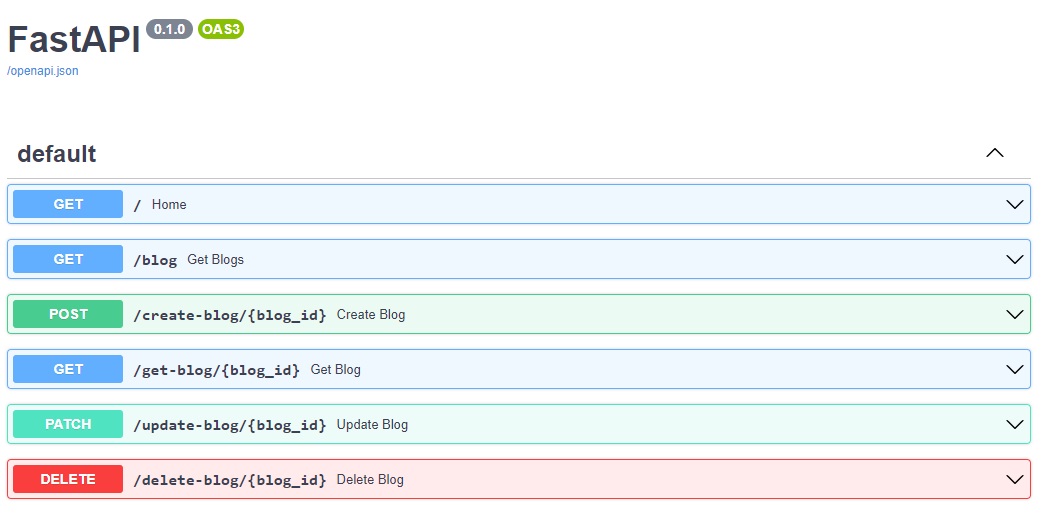 FastAPI 0.1.0 OAS3
/openapi.json
default
GET / Home
GET /blog Get Blogs
POST /create-blog/{blog_id} Create Blog
GET /get-blog/{blog_id} Get Blog
PATCH /update-blog/{blog_id} Update Blog
DELETE /delete-blog/{blog_id} Delete Blog